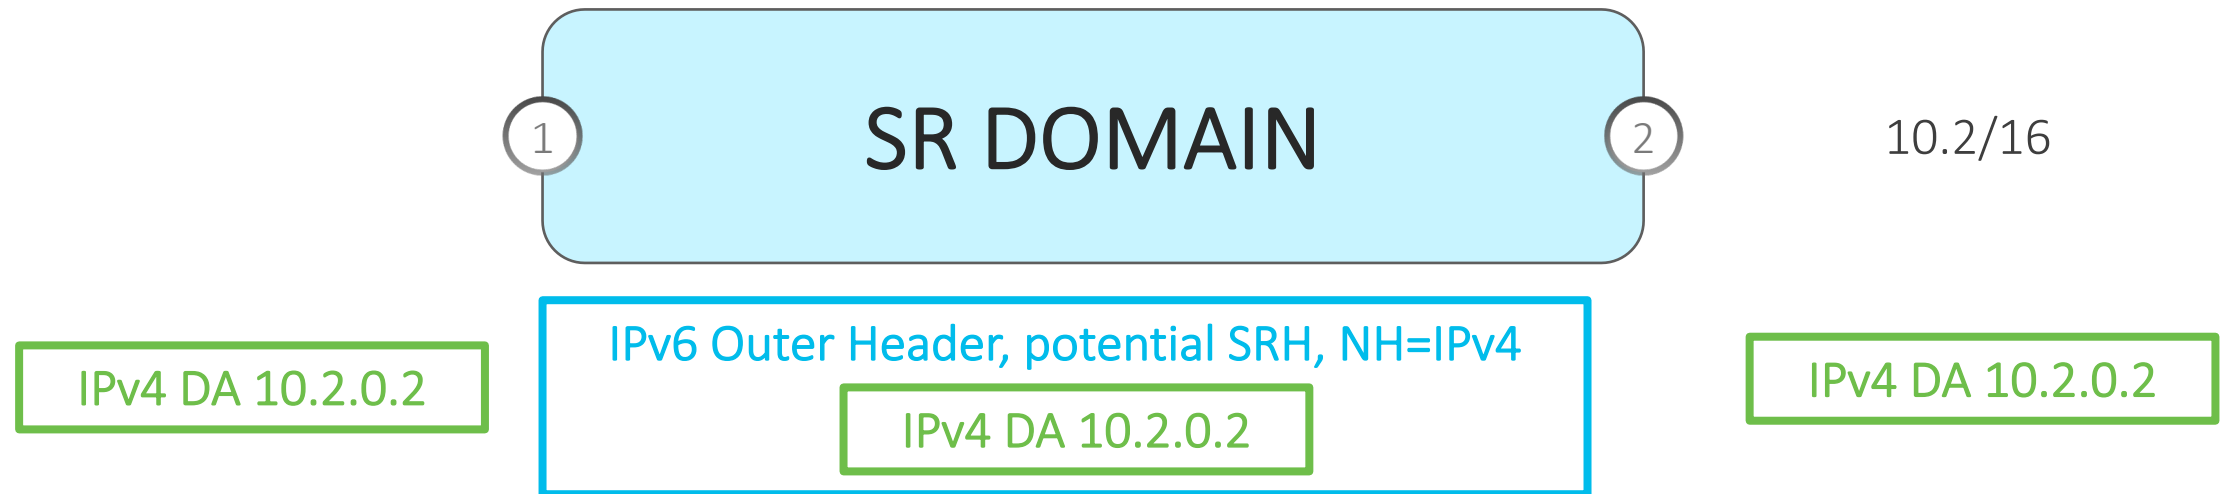 SR DOMAIN
1
2
10.2/16
IPv6 Outer Header, potential SRH, NH=IPv4
IPv4 DA 10.2.0.2
IPv4 DA 10.2.0.2
IPv4 DA 10.2.0.2